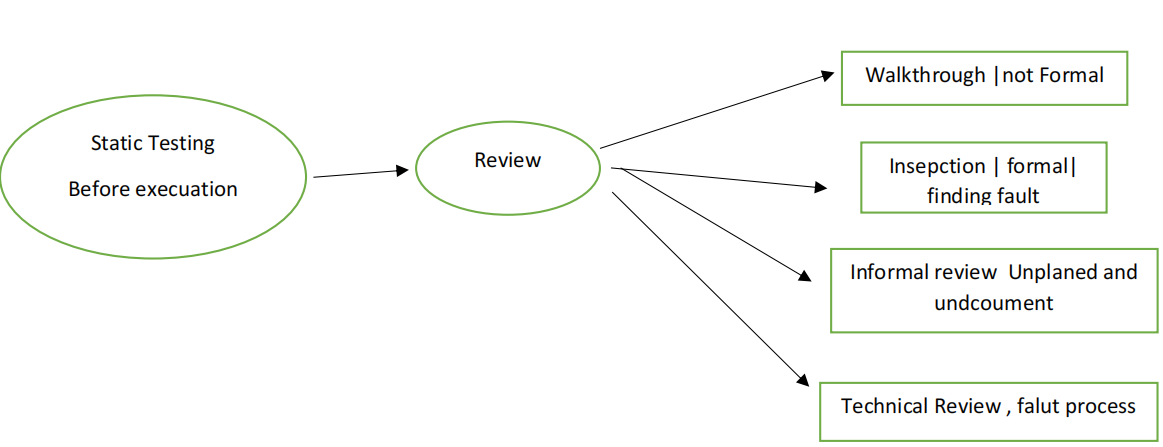 Static Testing
Before execuation
Review
Walkthrough |not Formal
Insepction | formal|
finding fault
Informal review  Unplaned and
undcoument
Technical Review , falut process